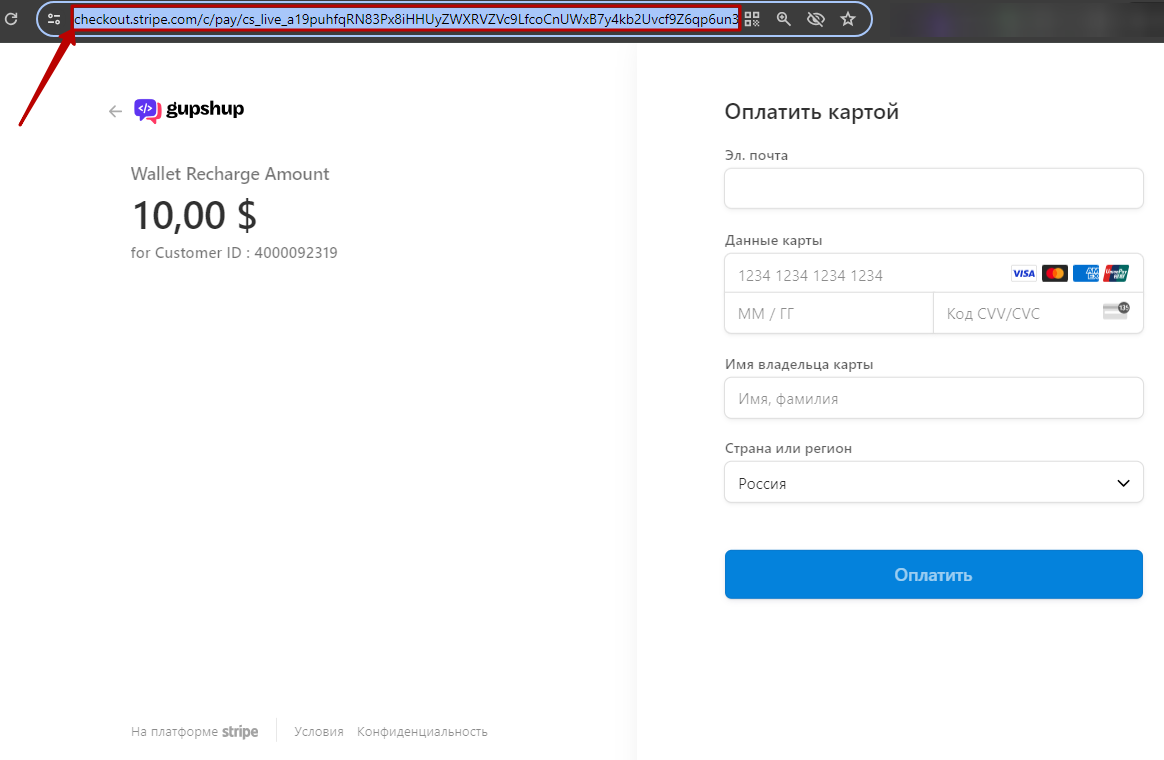 checkout.stripe.com/c/pay/cs_live_a19puhfqRN83Px8iHHUyZWXRVZVc9LfcoCnUWxB7y4kb2Uvcf9Z6qp6un3
gupshup
Wallet Recharge Amount
10,00 $
for Customer ID : 4000092319
Оплатить картой
Эл. почта
Данные карты
1234 1234 1234 1234
VISA
ММ / ГГ
Код CVV/CVC
135
Имя владельца карты
Имя, фамилия
Страна или регион
Россия
Оплатить
На платформе stripe
Условия
Конфиденциальность